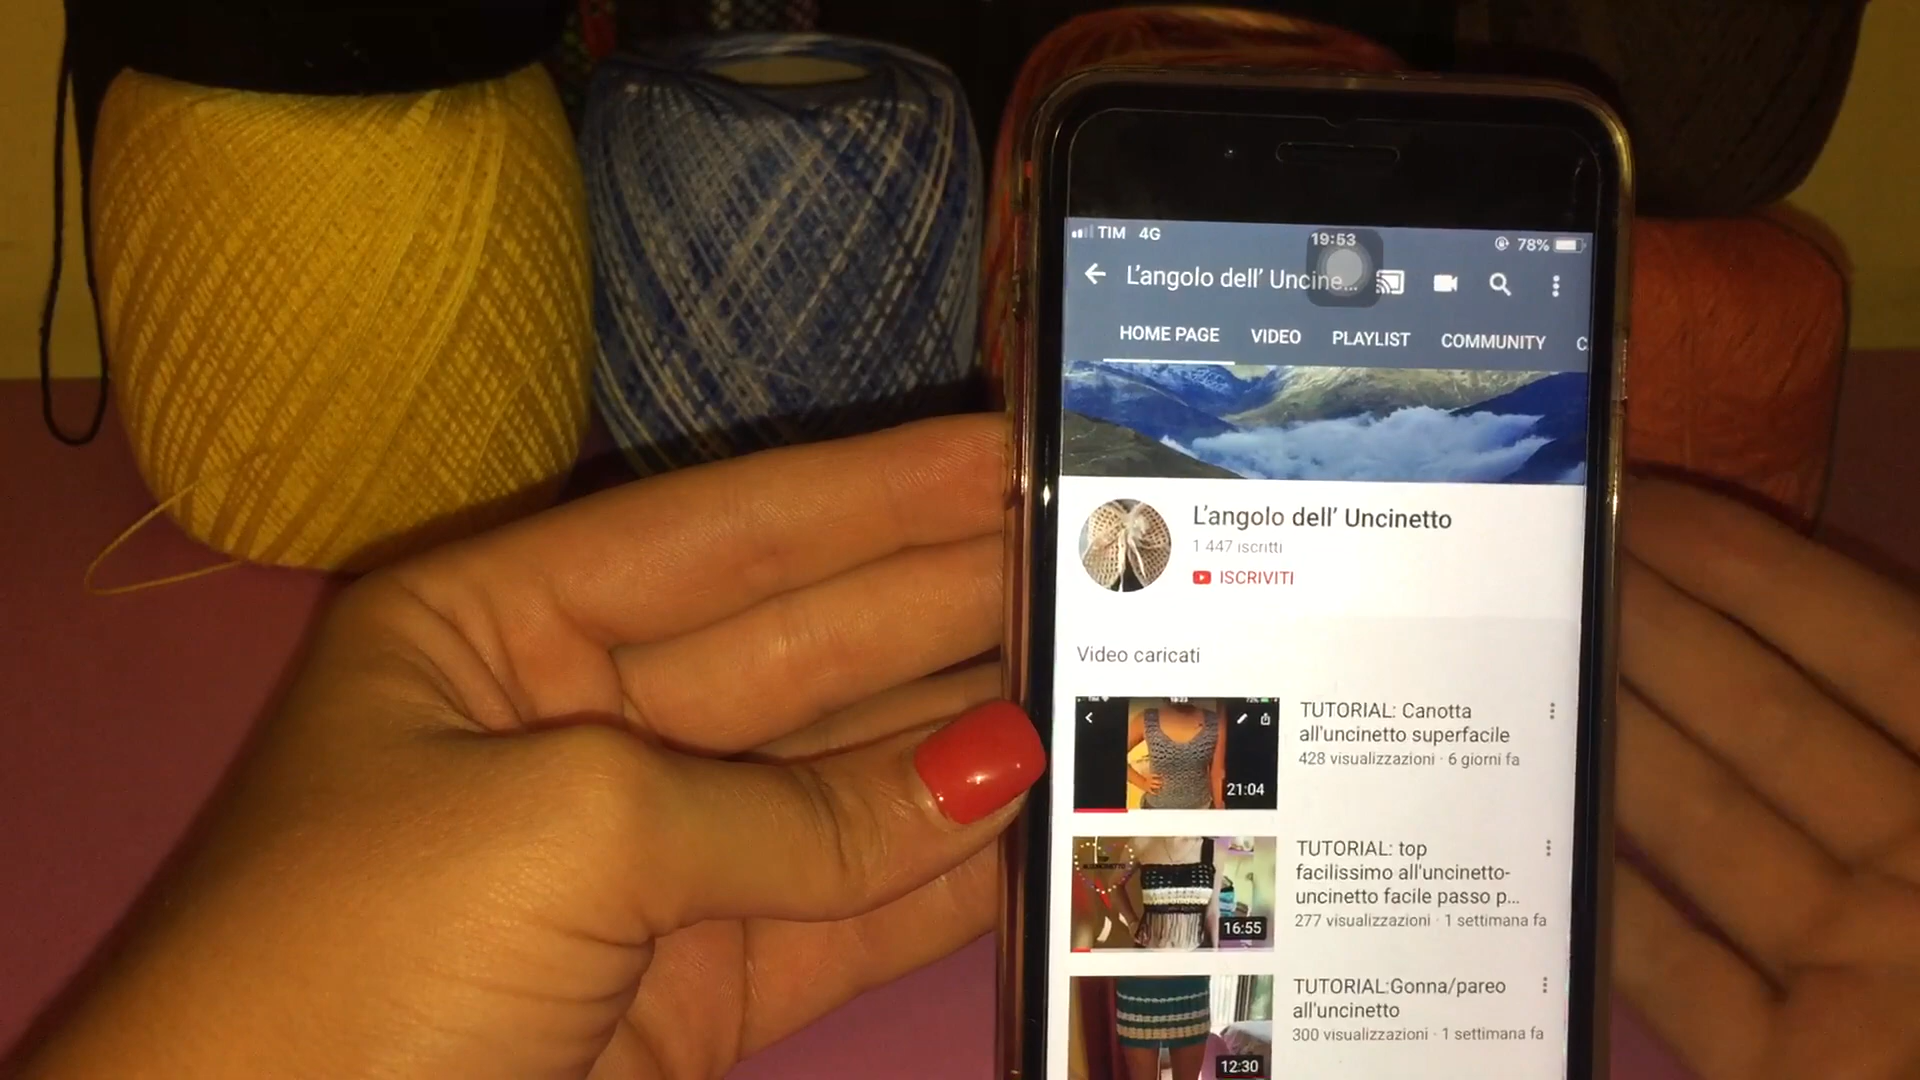 TIM 4G 19:53 78%
L'angolo dell' Uncine...
HOME PAGE VIDEO PLAYLIST COMMUNITY C
L'angolo dell' Uncinetto
1 447 iscritti
ISCRIVITI
Video caricati
TUTORIAL: Canotta
all'uncinetto superfacile
428 visualizzazioni · 6 giorni fa
21:04
TUTORIAL: top
facilissimo all'uncinetto-
uncinetto facile passo p...
277 visualizzazioni · 1 settimana fa
16:55
TUTORIAL:Gonna/pareo
all'uncinetto
300 visualizzazioni · 1 settimana fa
12:30